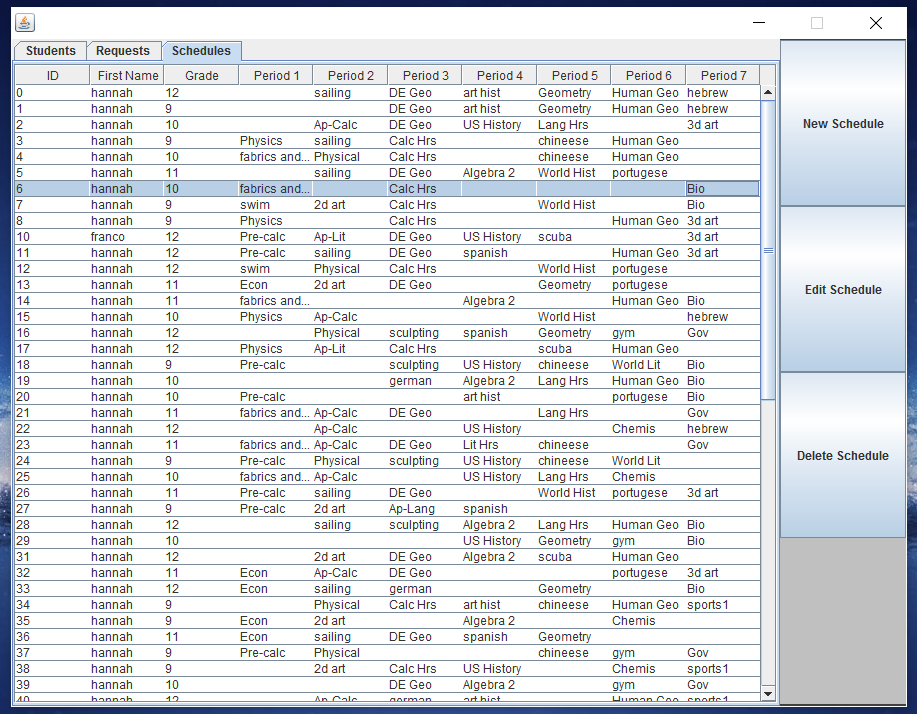 Students Requests Schedules
ID First Name Grade Period 1 Period 2 Period 3 Period 4 Period 5 Period 6 Period 7
0 hannah 12 sailing DE Geo art hist Geometry Human Geo hebrew
1 hannah 9 DE Geo art hist Geometry Human Geo hebrew
2 hannah 10 Ap-Calc DE Geo US History Lang Hrs 3d art
3 hannah 9 Physics sailing Calc Hrs chineese Human Geo
4 hannah 10 fabrics and... Physical Calc Hrs chineese Human Geo
5 hannah 11 sailing DE Geo Algebra 2 World Hist portugese
6 hannah 10 fabrics and... Calc Hrs Bio
7 hannah 9 swim 2d art Calc Hrs World Hist Bio
8 hannah 9 Physics Calc Hrs Human Geo 3d art
10 franco 12 Pre-calc Ap-Lit DE Geo US History scuba 3d art
11 hannah 12 Pre-calc sailing DE Geo spanish Human Geo 3d art
12 hannah 12 swim Physical Calc Hrs World Hist portugese
13 hannah 11 Econ 2d art DE Geo Geometry portugese
14 hannah 11 fabrics and... Algebra 2 Human Geo Bio
15 hannah 10 Physics Ap-Calc World Hist hebrew
16 hannah 12 Physical sculpting spanish Geometry gym Gov
17 hannah 12 Physics Ap-Lit Calc Hrs scuba Human Geo
18 hannah 9 Pre-calc sculpting US History chineese World Lit Bio
19 hannah 10 german Algebra 2 Lang Hrs Human Geo Bio
20 hannah 10 Pre-calc art hist portugese Bio
21 hannah 11 fabrics and... Ap-Calc DE Geo Lang Hrs Gov
22 hannah 12 Ap-Calc US History Chemis hebrew
23 hannah 11 fabrics and... Ap-Calc DE Geo Lit Hrs chineese Gov
24 hannah 9 Pre-calc Physical sculpting US History chineese World Lit
25 hannah 10 fabrics and... Ap-Calc US History Lang Hrs Chemis
26 hannah 11 Pre-calc sailing DE Geo World Hist portugese 3d art
27 hannah 9 Pre-calc 2d art Ap-Lang spanish
28 hannah 12 sailing sculpting Algebra 2 Lang Hrs Human Geo Bio
29 hannah 10 US History Geometry gym Bio
31 hannah 12 2d art DE Geo Algebra 2 scuba Human Geo
32 hannah 11 Econ Ap-Calc DE Geo portugese 3d art
33 hannah 12 Econ sailing german Geometry Bio
34 hannah 9 Physical Calc Hrs art hist chineese Human Geo sports1
35 hannah 9 Econ 2d art Algebra 2 Chemis
36 hannah 11 Econ sailing DE Geo spanish Geometry
37 hannah 9 Pre-calc Physical chineese gym Gov
38 hannah 9 2d art Calc Hrs US History Chemis sports1
39 hannah 10 DE Geo Algebra 2 gym Gov
40 hannah 12 Ap-Calc german art hist Human Geo sports1
New Schedule
Edit Schedule
Delete Schedule